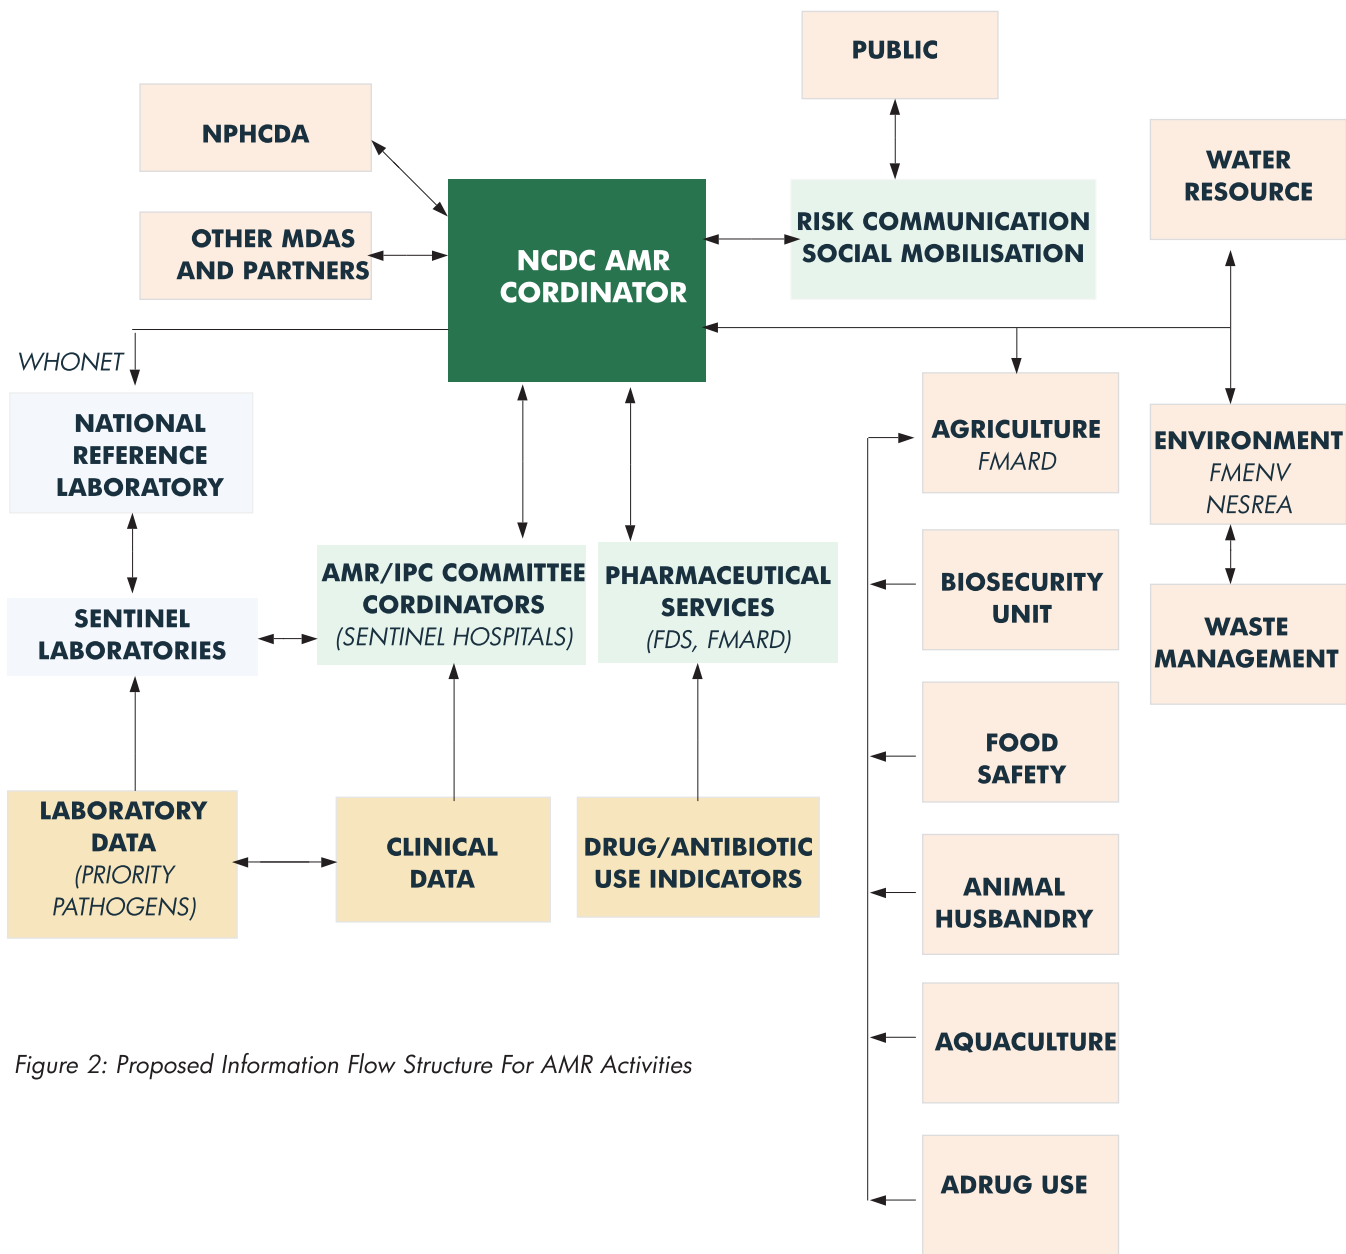 PUBLIC
NPHCDA
WATER
RESOURCE
OTHER MDAS
AND PARTNERS
NCDC AMR
CORDINATOR
RISK COMMUNICATION
SOCIAL MOBILISATION
WHONET
NATIONAL
REFERENCE
LABORATORY
AGRICULTURE
FMARD
ENVIRONMENT
FMENV
NESREA
SENTINEL
LABORATORIES
AMR/IPC COMMITTEE
CORDINATORS
(SENTINEL HOSPITALS)
PHARMACEUTICAL
SERVICES
(FDS, FMARD)
BIOSECURITY
UNIT
WASTE
MANAGEMENT
FOOD
SAFETY
LABORATORY
DATA
(PRIORITY
PATHOGENS)
CLINICAL
DATA
DRUG/ANTIBIOTIC
USE INDICATORS
ANIMAL
HUSBANDRY
AQUACULTURE
ADRUG USE
Figure 2: Proposed Information Flow Structure For AMR Activities